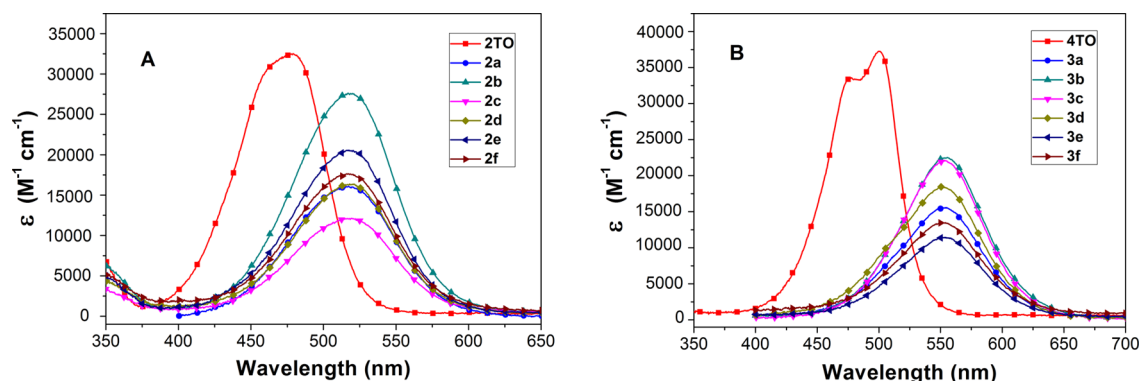 A
35000
30000
25000
20000
15000
10000
5000
0
ε (M⁻¹ cm⁻¹)
350 400 450 500 550 600 650
Wavelength (nm)
2TO
2a
2b
2c
2d
2e
2f
B
40000
35000
30000
25000
20000
15000
10000
5000
0
ε (M⁻¹ cm⁻¹)
350 400 450 500 550 600 650 700
Wavelength (nm)
4TO
3a
3b
3c
3d
3e
3f